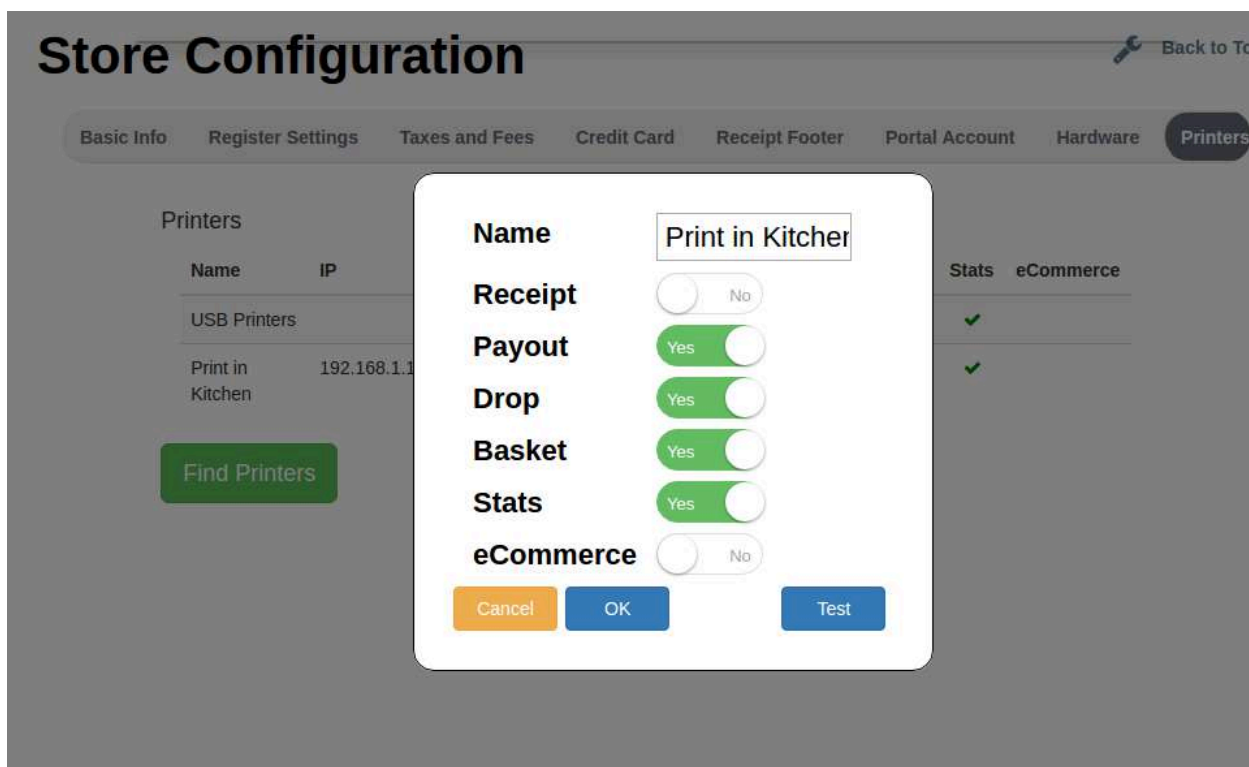 Store Configuration
Back to To
Basic Info Register Settings Taxes and Fees Credit Card Receipt Footer Portal Account Hardware Printers
Printers
Name IP Stats eCommerce
USB Printers
Print in 192.168.1.1
Kitchen
Find Printers
Name Print in Kitchen
Receipt No
Payout Yes
Drop Yes
Basket Yes
Stats Yes
eCommerce No
Cancel OK Test